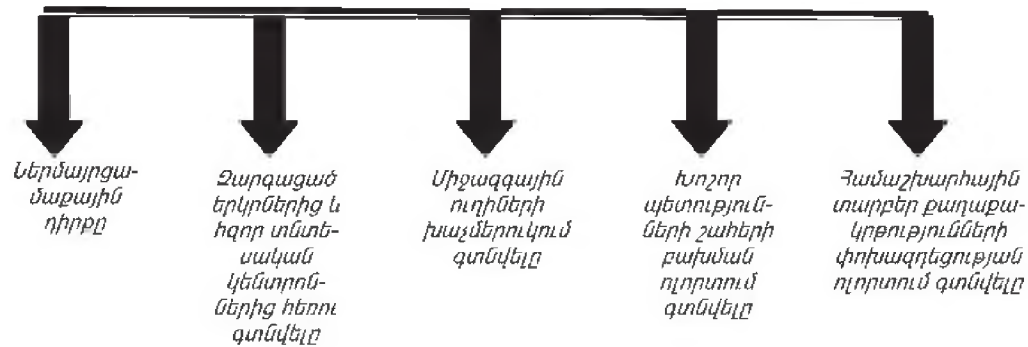 Ներմայրցա-
մաքային
դիրքը
Զարգացած
երկրներից և
հզոր տնտե-
սական
կենտրոն-
ներից հեռու
գտնվելը
Միջազգային
ուղիների
խաչմերուկում
գտնվելը
Խոշոր
պետություն-
ների շահերի
բախման
ոլորտում
գտնվելը
Համաշխարհային
տարբեր քաղաքա-
կրթությունների
փոխազդեցության
ոլորտում գտնվելը